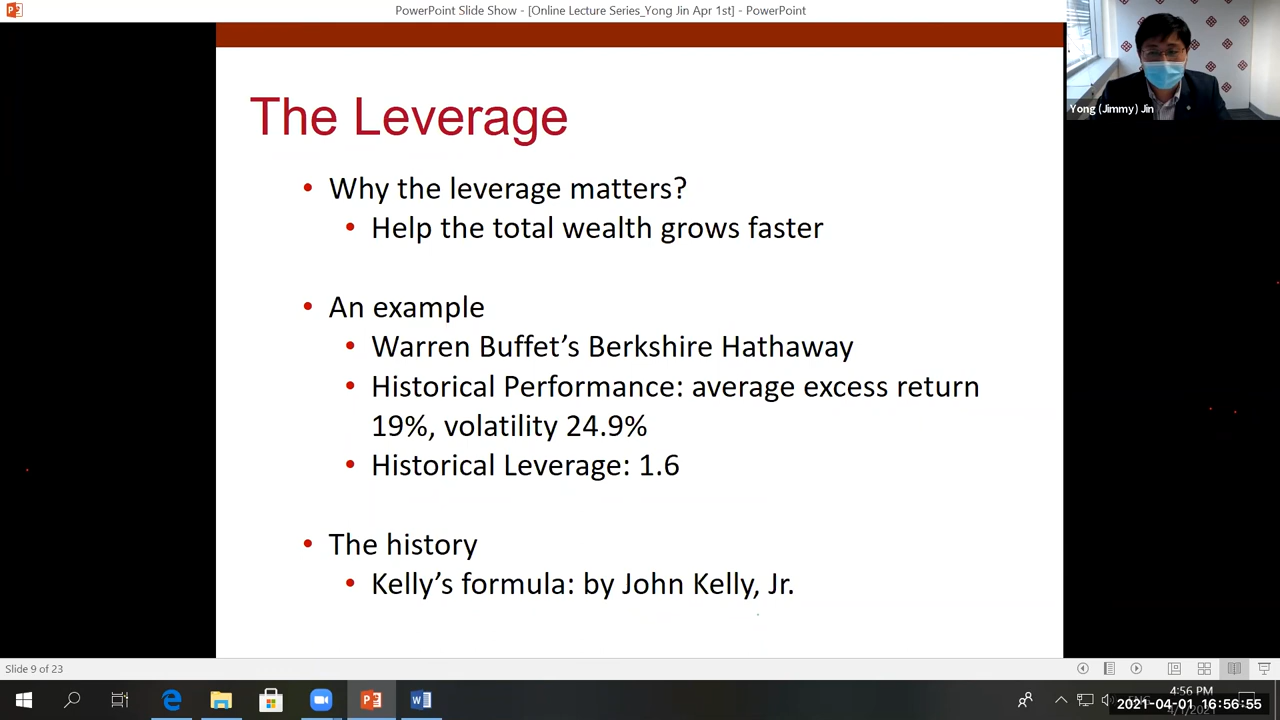 PowerPoint Slide Show - [Online Lecture Series_Yong Jin Apr 1st] - PowerPoint
Yong (Jimmy) Jin
The Leverage
• Why the leverage matters?
• Help the total wealth grows faster
• An example
• Warren Buffet’s Berkshire Hathaway
• Historical Performance: average excess return
19%, volatility 24.9%
• Historical Leverage: 1.6
• The history
• Kelly’s formula: by John Kelly, Jr.
Slide 9 of 23
4:56 PM
2021-04-01 16:56:55